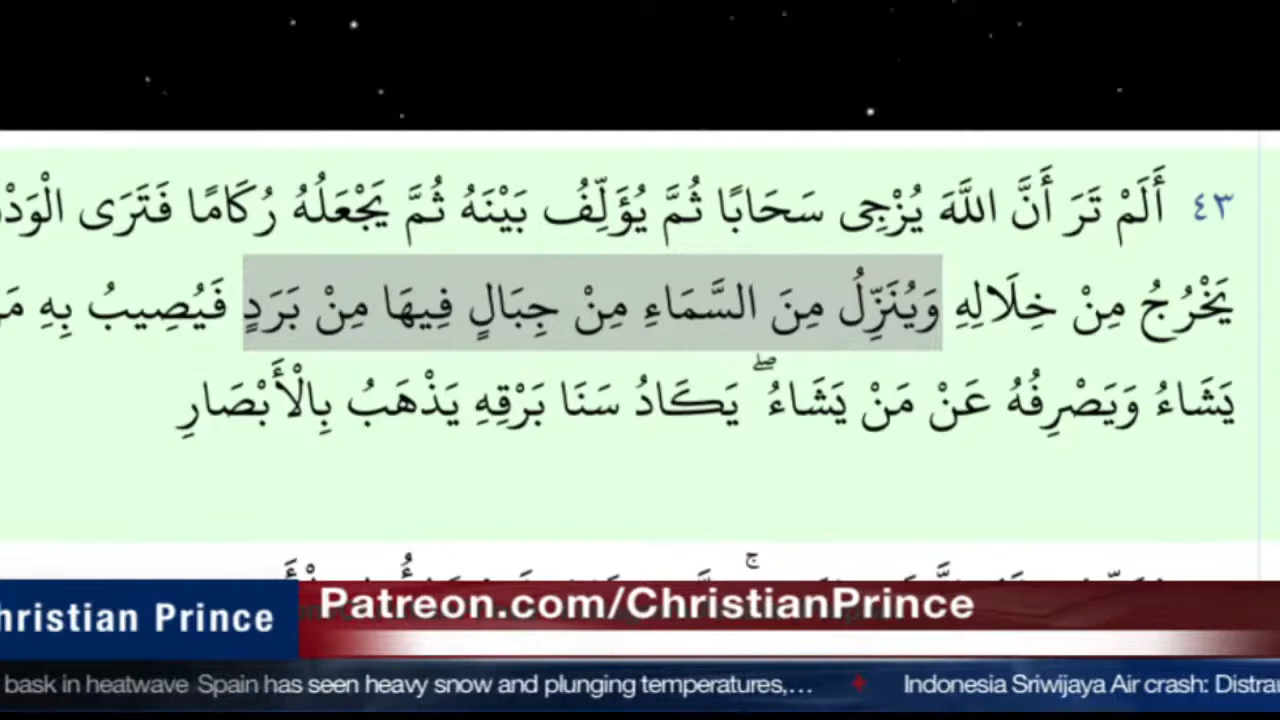 ٤٣ أَلَمْ تَرَ أَنَّ اللَّهَ يُزْجِى سَحَابًا ثُمَّ يُؤَلِّفُ بَيْنَهُ ثُمَّ يَجْعَلُهُ رُكَامًا فَتَرَى
يَخْرُجُ مِنْ خِلَالِهِ وَيُنَزِّلُ مِنَ السَّمَاءِ مِنْ جِبَالٍ فِيهَا مِنْ بَرَدٍ فَيُصِيبُ بِهِ
يَشَاءُ وَيَصْرِفُهُ عَنْ مَنْ يَشَاءُ ۖ يَكَادُ سَنَا بَرْقِهِ يَذْهَبُ بِالْأَبْصَارِ
hristian Prince
Patreon.com/ChristianPrince
bask in heatwave Spain has seen heavy snow and plunging temperatures,... Indonesia Sriwijaya Air crash: Distra